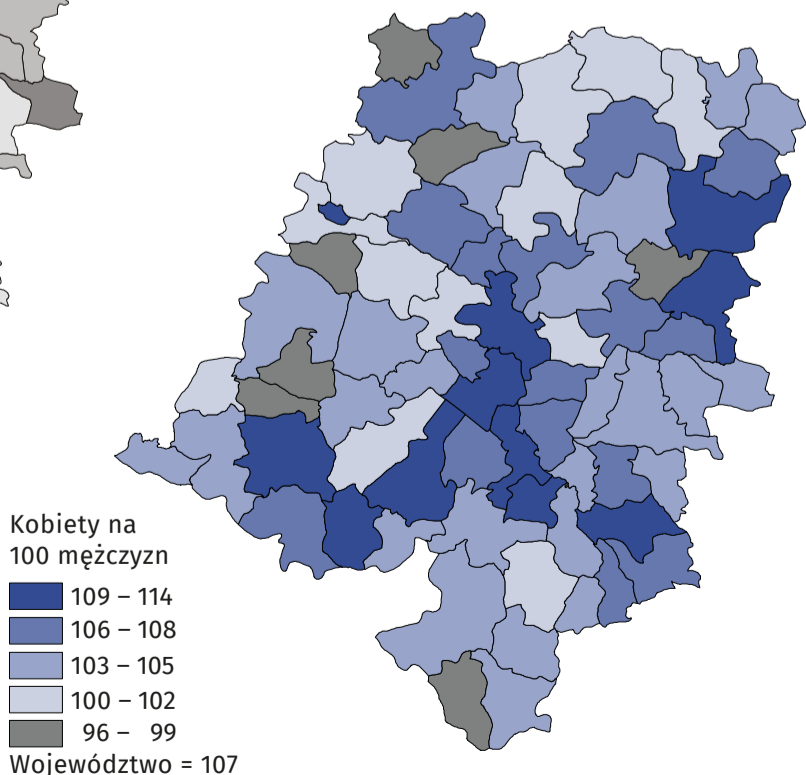 Kobiety na
100 mężczyzn
109 – 114
106 – 108
103 – 105
100 – 102
96 – 99
Województwo = 107